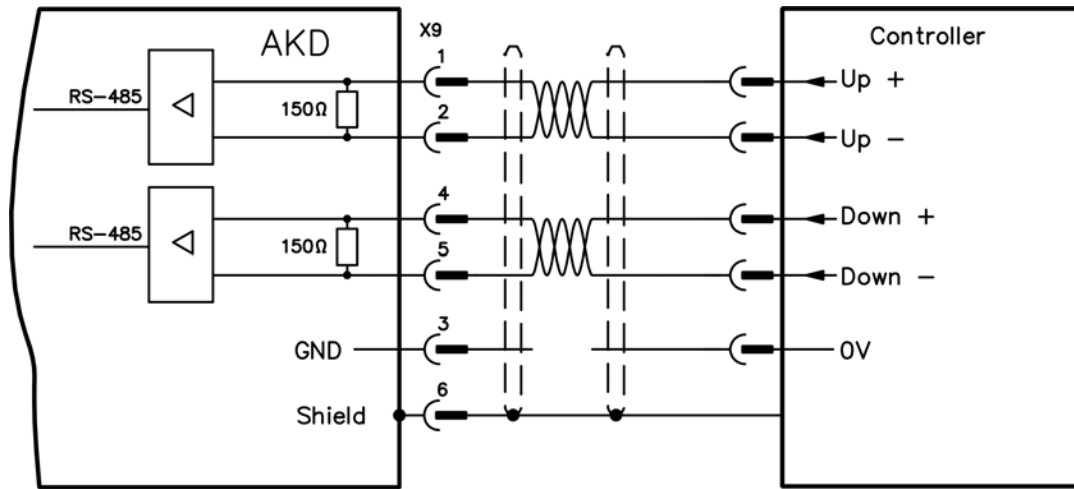 AKD
X9
Controller
1
Up +
RS-485
150Ω
2
Up -
4
Down +
RS-485
150Ω
5
Down -
3
GND
0V
6
Shield